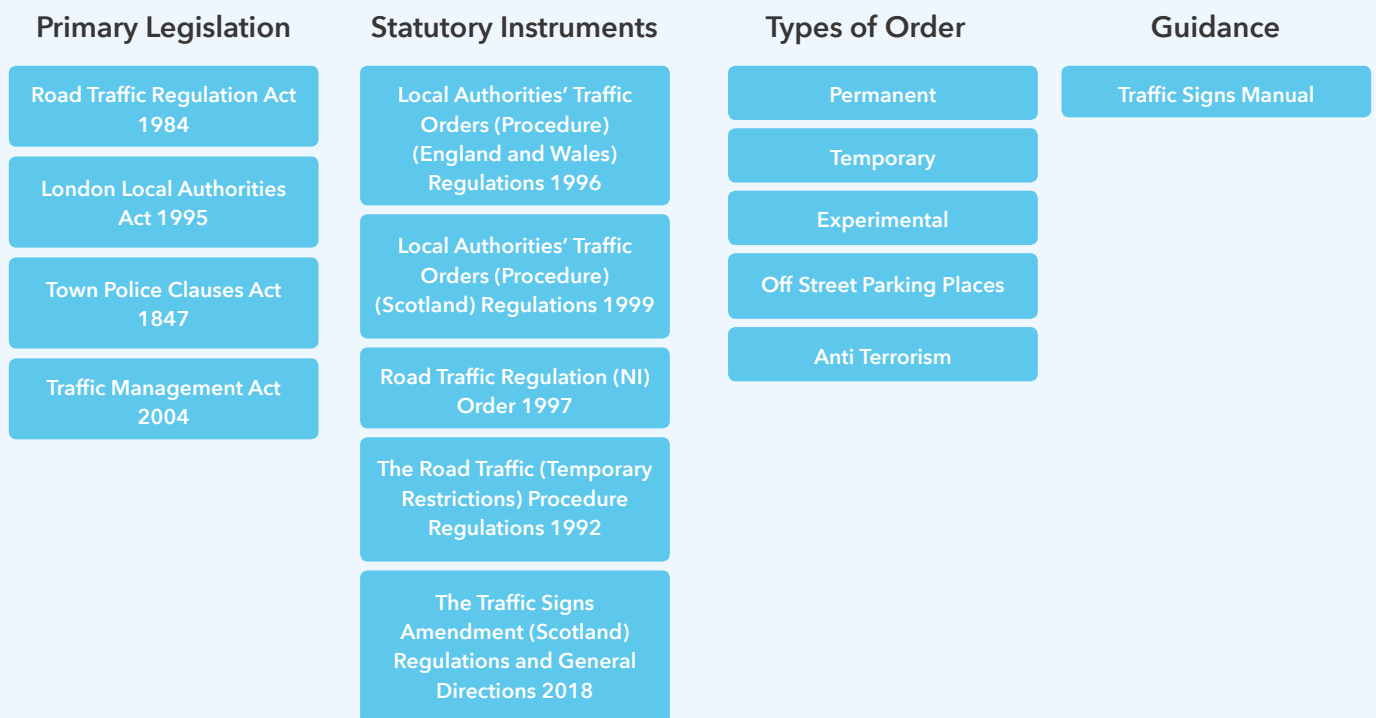 Primary Legislation
Road Traffic Regulation Act
1984
London Local Authorities
Act 1995
Town Police Clauses Act
1847
Traffic Management Act
2004
Statutory Instruments
Local Authorities’ Traffic
Orders (Procedure)
(England and Wales)
Regulations 1996
Local Authorities’ Traffic
Orders (Procedure)
(Scotland) Regulations 1999
Road Traffic Regulation (NI)
Order 1997
The Road Traffic (Temporary
Restrictions) Procedure
Regulations 1992
The Traffic Signs
Amendment (Scotland)
Regulations and General
Directions 2018
Types of Order
Permanent
Temporary
Experimental
Off Street Parking Places
Anti Terrorism
Guidance
Traffic Signs Manual